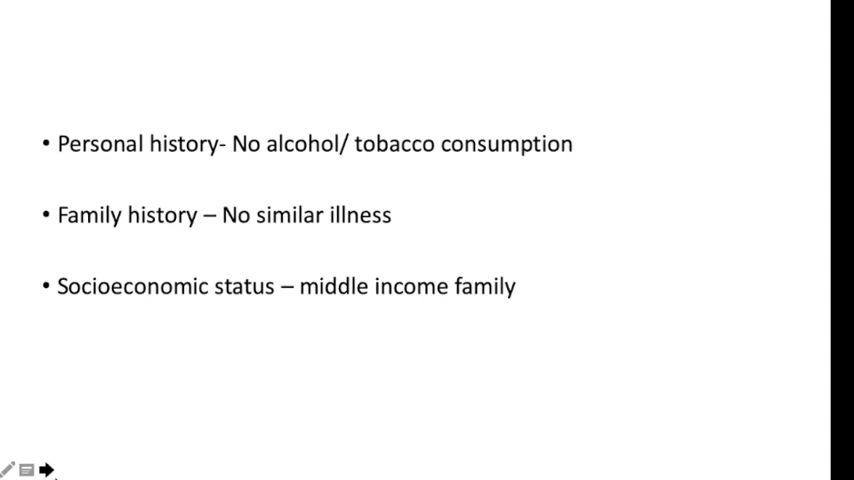 • Personal history- No alcohol/ tobacco consumption
• Family history – No similar illness
• Socioeconomic status – middle income family